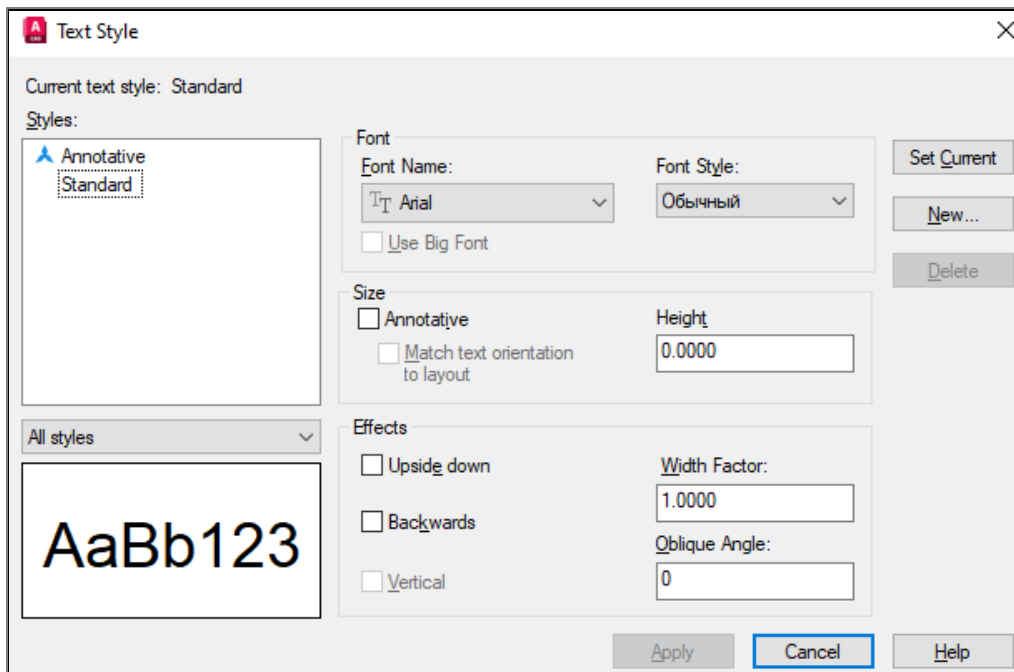 A
CAD
Text Style
Current text style: Standard
Styles:
Annotative
Standard
All styles
AaBb123
Font
Font Name:
Font Style:
TT Arial
Обычный
Use Big Font
Size
Annotative
Height
Match text orientation
to layout
0.0000
Effects
Upside down
Width Factor:
1.0000
Backwards
Oblique Angle:
Vertical
0
Set Current
New...
Delete
Apply
Cancel
Help